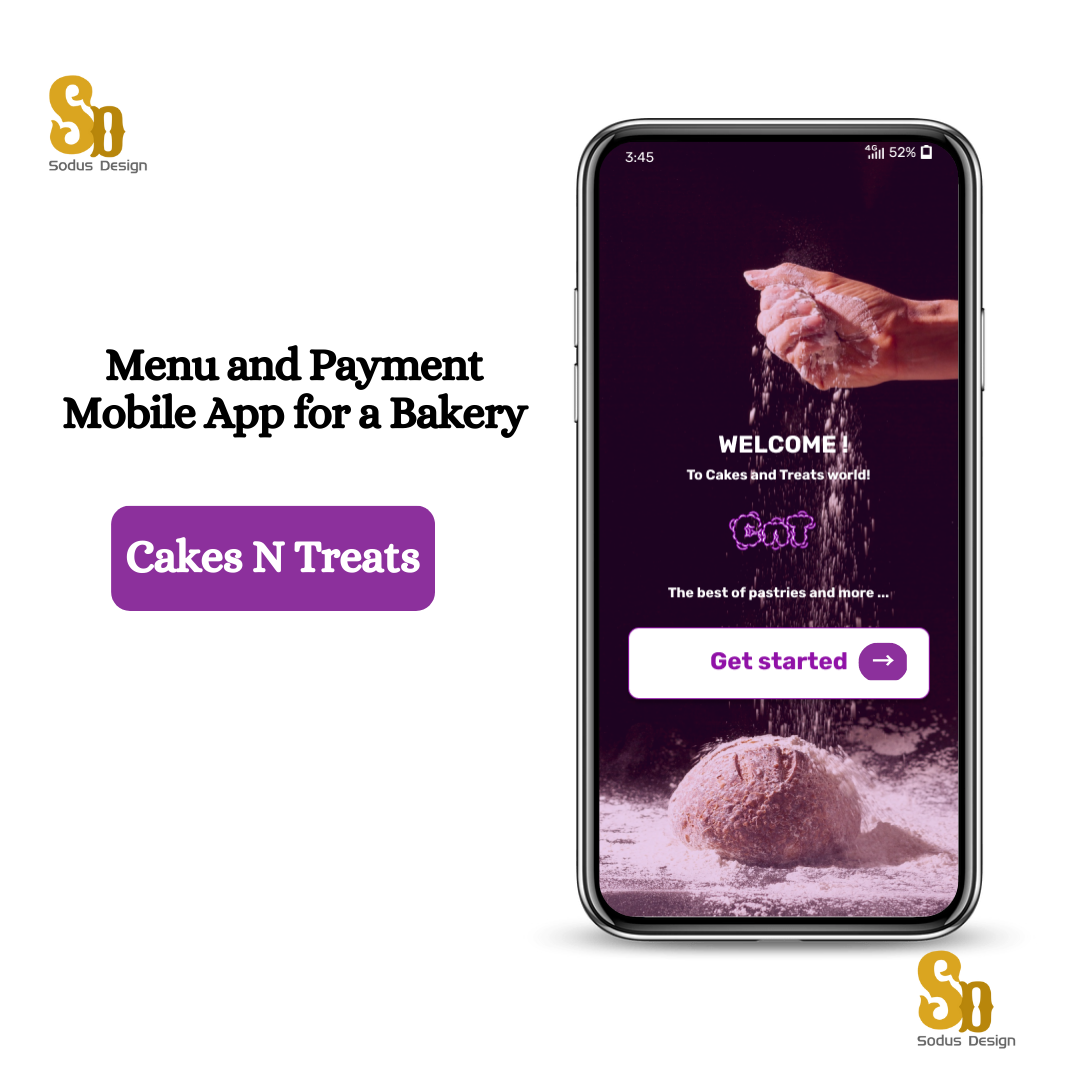 SD
Sodus Design
Menu and Payment
Mobile App for a Bakery
Cakes N Treats
3:45
4G 52%
WELCOME !
To Cakes and Treats world!
CnT
The best of pastries and more ...
Get started
SD
Sodus Design